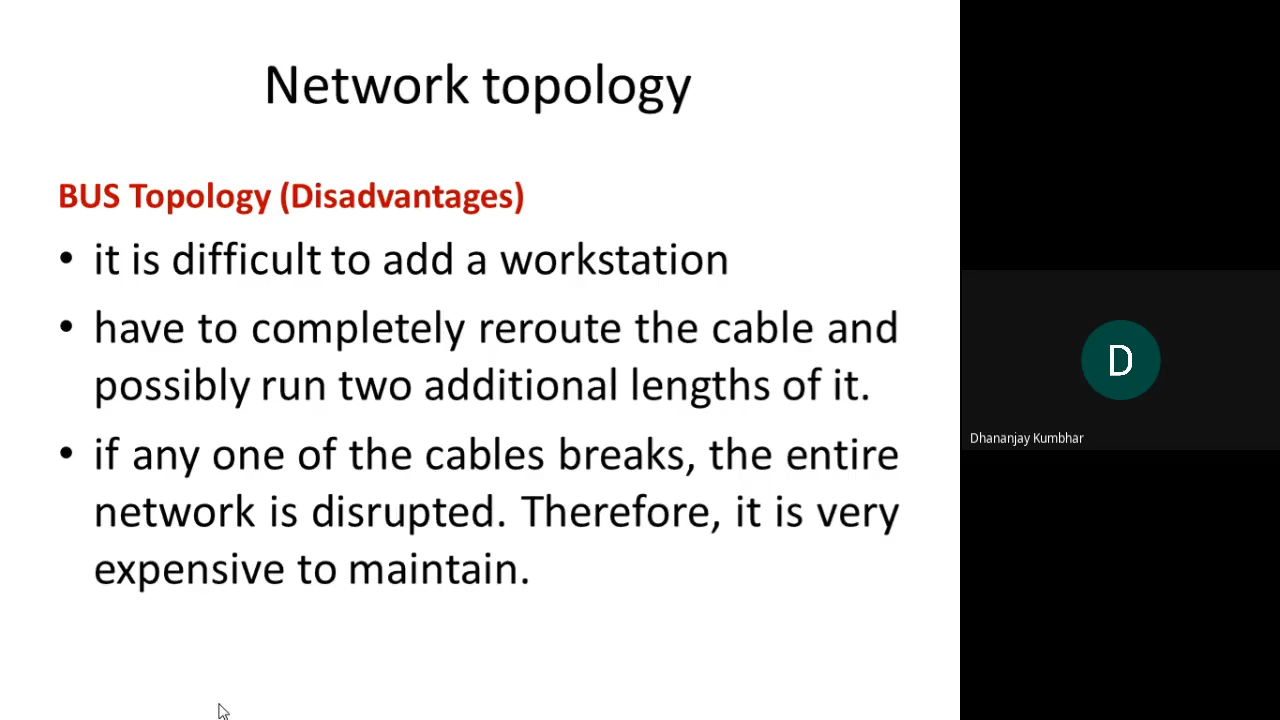 Network topology
BUS Topology (Disadvantages)
• it is difficult to add a workstation
• have to completely reroute the cable and
possibly run two additional lengths of it.
• if any one of the cables breaks, the entire
network is disrupted. Therefore, it is very
expensive to maintain.
D
Dhananjay Kumbhar